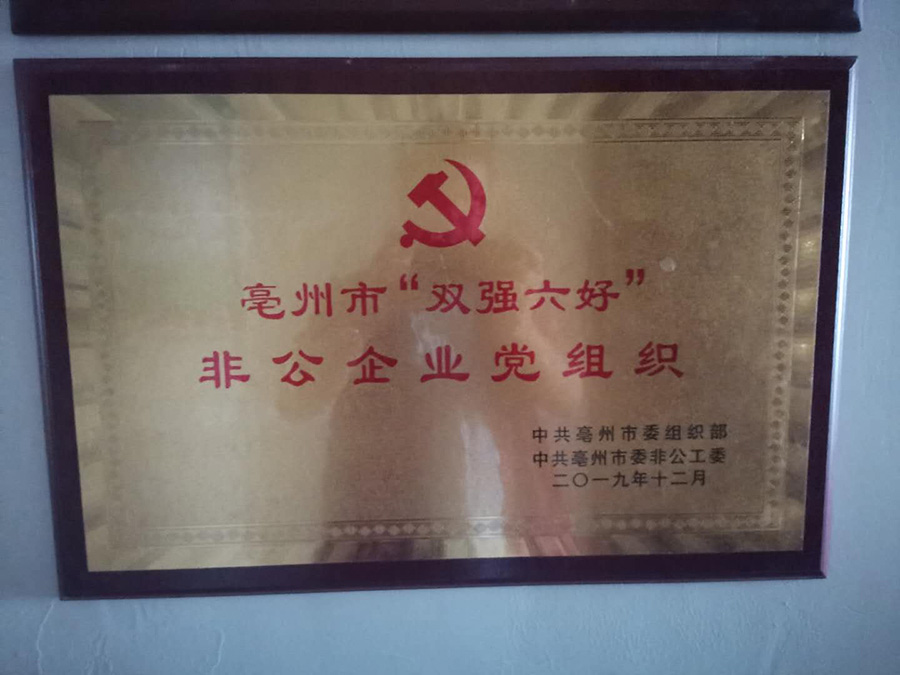 亳州市“双强六好”
非公企业党组织
中共亳州市委组织部
中共亳州市委非公工委
二〇一九年十二月